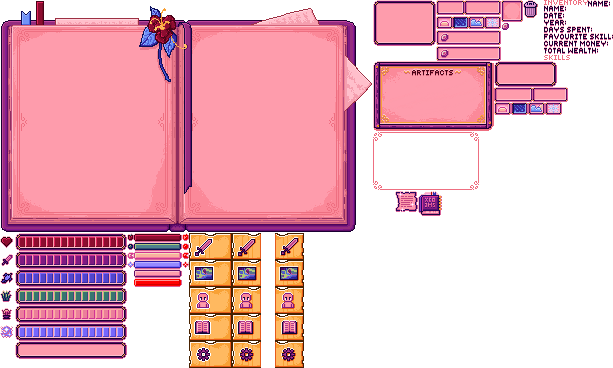 INVENTORY NAME:
NAME:
DATE:
YEAR:
DAYS SPENT:
FAVOURITE SKILL:
CURRENT MONEY:
TOTAL WEALTH:
SKILLS
ARTIFACTS